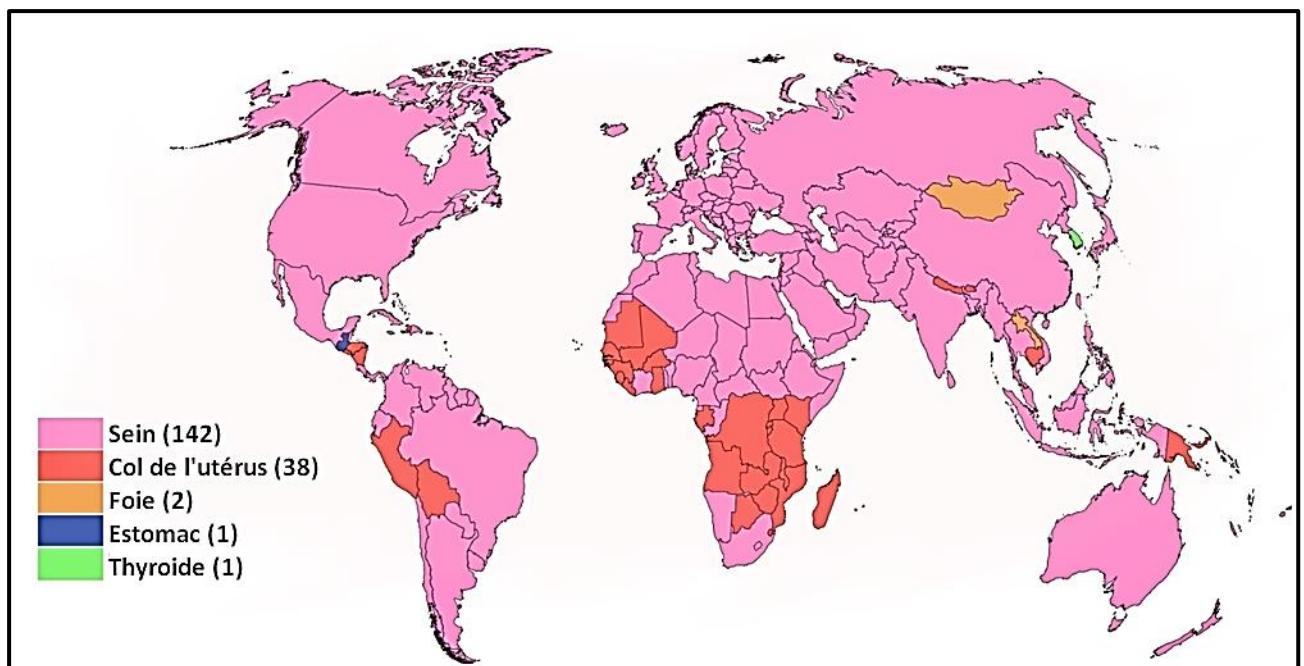 Sein (142)
Col de l'utérus (38)
Foie (2)
Estomac (1)
Thyroide (1)